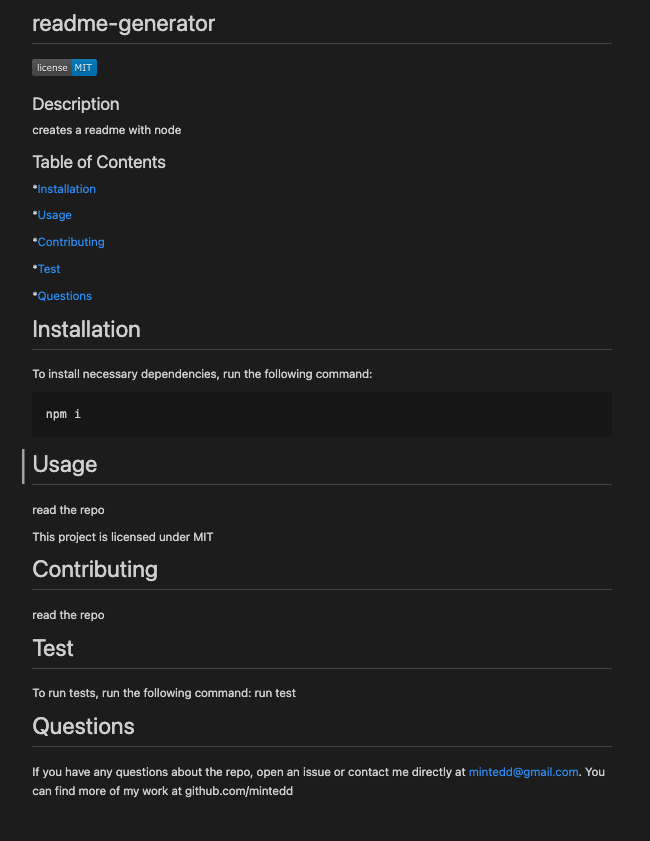 readme-generator
license MIT
Description
creates a readme with node
Table of Contents
*Installation
*Usage
*Contributing
*Test
*Questions
Installation
To install necessary dependencies, run the following command:
npm i
Usage
read the repo
This project is licensed under MIT
Contributing
read the repo
Test
To run tests, run the following command: run test
Questions
If you have any questions about the repo, open an issue or contact me directly at mintedd@gmail.com. You
can find more of my work at github.com/mintedd